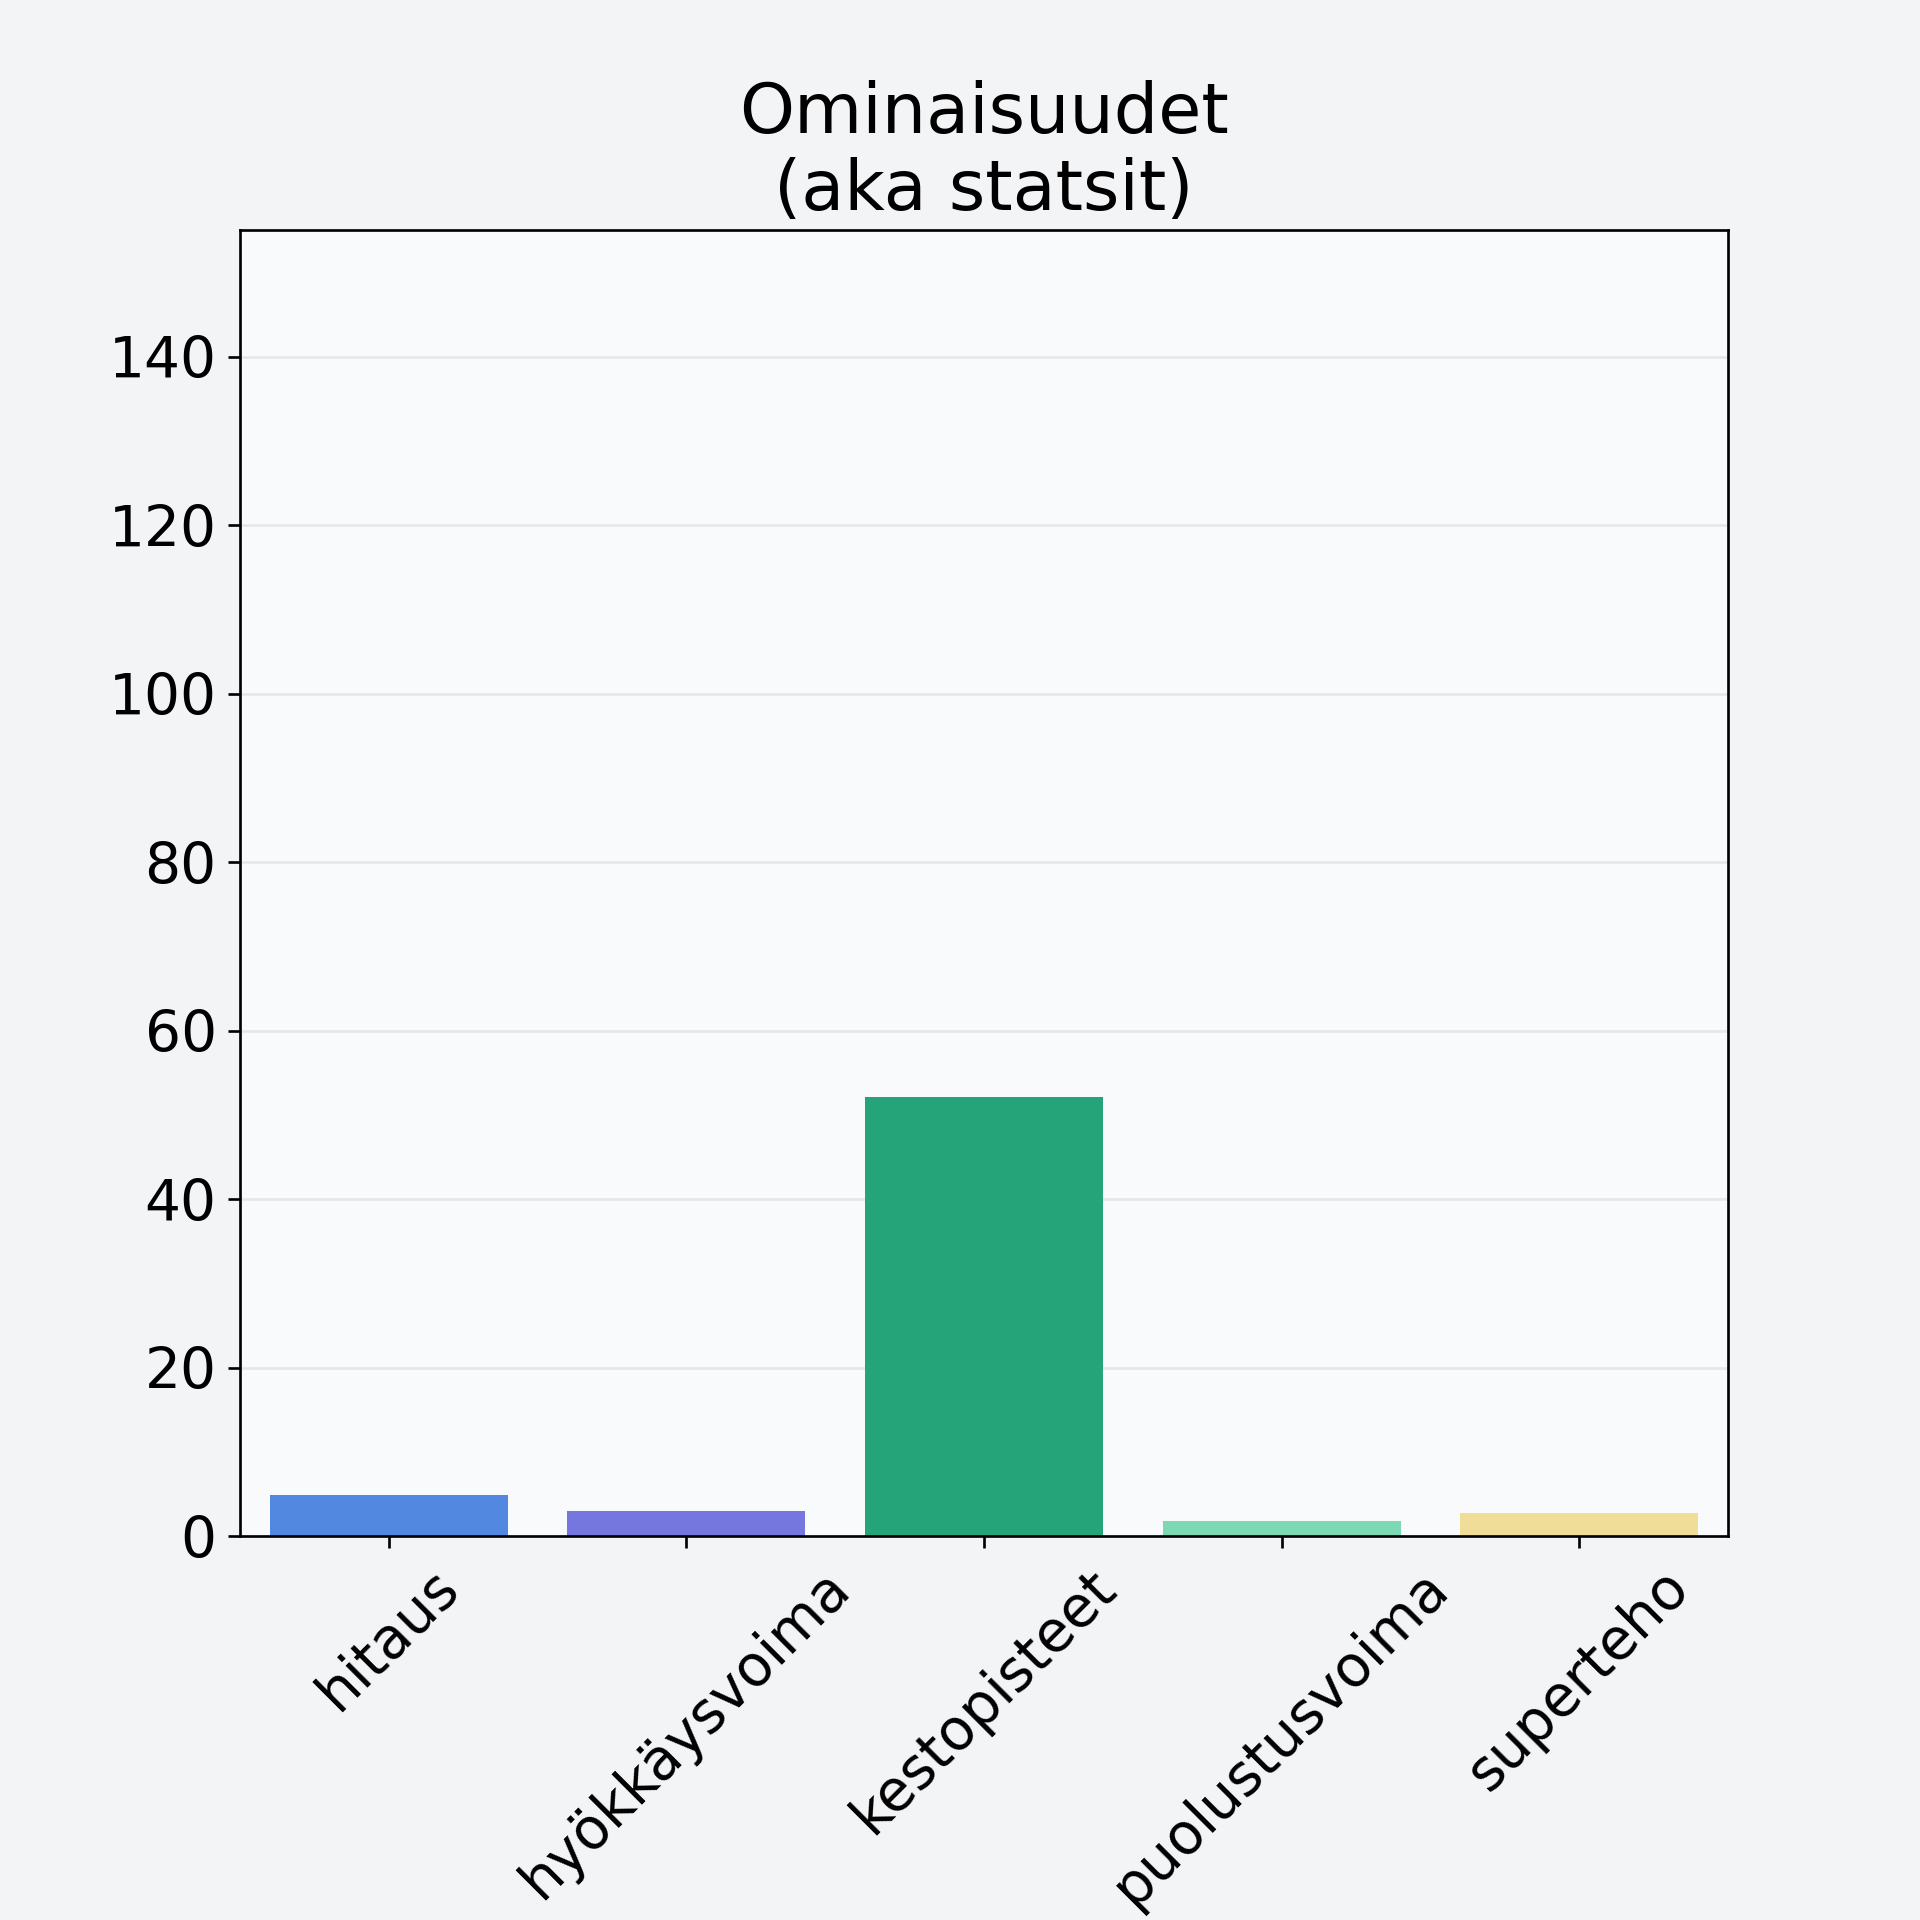 Ominaisuudet
(aka statsit)
140
120
100
80
60
40
20
0
hitaus
hyökkäysvoima
kestopisteet
puolustusvoima
superteho